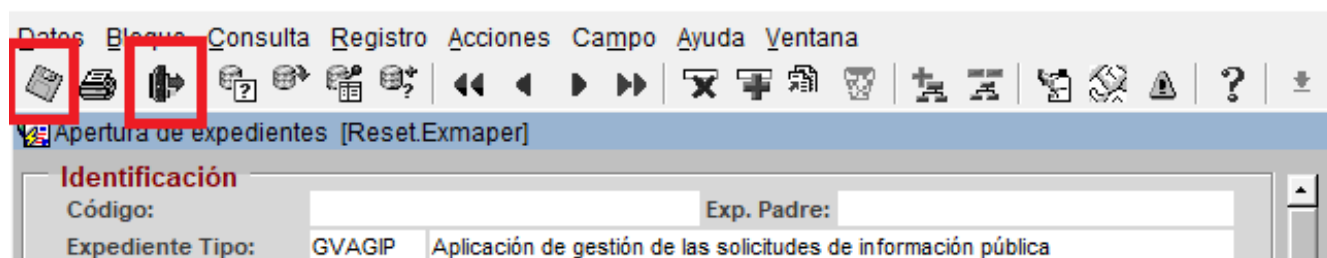 Datos Bloque Consulta Registro Acciones Campo Ayuda Ventana
Apertura de expedientes [Reset.Exmaper]
Identificación
Código: Exp. Padre:
Expediente Tipo: GVAGIP Aplicación de gestión de las solicitudes de información pública